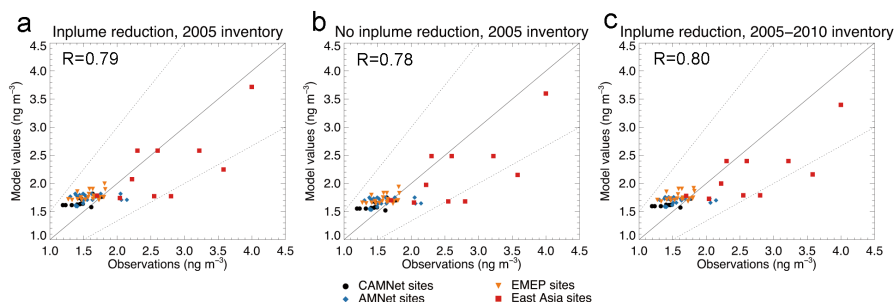 a
Inplume reduction, 2005 inventory
R=0.79
Model values (ng m⁻³)
4.5
4.0
3.5
3.0
2.5
2.0
1.5
1.0
1.0 1.5 2.0 2.5 3.0 3.5 4.0 4.5
Observations (ng m⁻³)
b
No inplume reduction, 2005 inventory
R=0.78
Model values (ng m⁻³)
4.5
4.0
3.5
3.0
2.5
2.0
1.5
1.0
1.0 1.5 2.0 2.5 3.0 3.5 4.0 4.5
Observations (ng m⁻³)
c
Inplume reduction, 2005–2010 inventory
R=0.80
Model values (ng m⁻³)
4.5
4.0
3.5
3.0
2.5
2.0
1.5
1.0
1.0 1.5 2.0 2.5 3.0 3.5 4.0 4.5
Observations (ng m⁻³)
CAMNet sites
EMEP sites
AMNet sites
East Asia sites